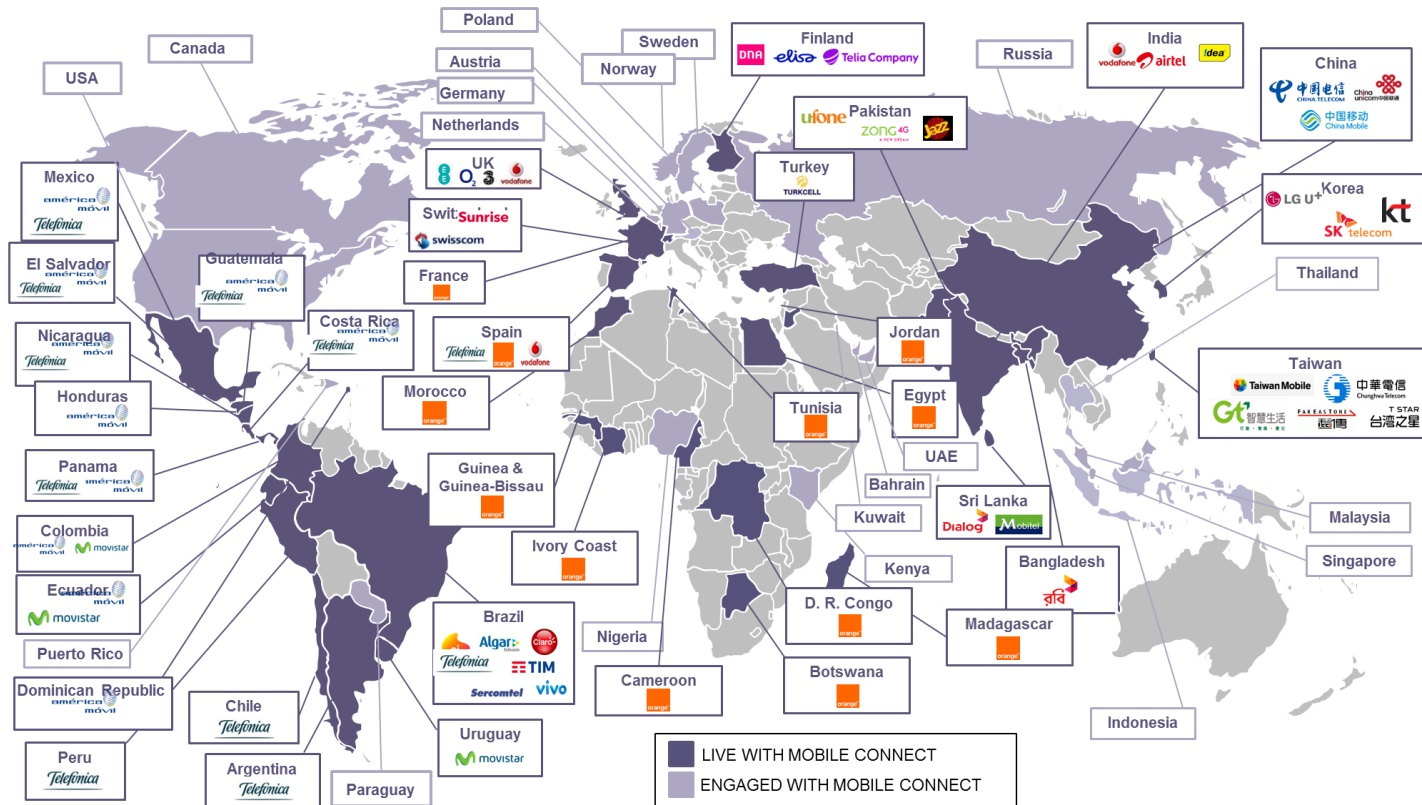 Poland
Canada
Sweden
Finland
India
Russia
USA
Austria
Norway
DNA
elisa
Telia Company
vodafone
airtel
!dea
China
中国电信
CHINA TELECOM
China
unicom中国联通
中国移动
China Mobile
Germany
Pakistan
ufone
ZONG 4G
A NEW DREAM
Jazz
Netherlands
UK
EE
O2
3
vodafone
Turkey
TURKCELL
Mexico
américa
móvil
Telefónica
Korea
LG U+
kt
SK telecom
Swit
Sunrise
swisscom
El Salvador
américa
móvil
Telefónica
Guatemala
américa
móvil
Telefónica
France
orange
Thailand
Nicaragua
américa
móvil
Telefónica
Costa Rica
américa
móvil
Telefónica
Spain
Telefónica
orange
vodafone
Jordan
orange
Taiwan
Taiwan Mobile
中華電信
Chunghwa Telecom
Gt 智慧生活
FAREASTONE
遠傳
T STAR
台湾之星
Honduras
américa
móvil
Morocco
orange
Tunisia
orange
Egypt
orange
UAE
Panama
Telefónica
américa
móvil
Guinea &
Guinea-Bissau
orange
Bahrain
Kuwait
Sri Lanka
Dialog
Mobitel
Malaysia
Colombia
américa
móvil
movistar
Ivory Coast
orange
Kenya
Bangladesh
রবি
Singapore
Ecuador
américa
móvil
movistar
Brazil
Oi
Algar
telecom
Claro
Telefónica
TIM
Sercomtel
vivo
Nigeria
D. R. Congo
orange
Madagascar
orange
Puerto Rico
Dominican Republic
américa
móvil
Cameroon
orange
Botswana
orange
Chile
Telefónica
Indonesia
Peru
Telefónica
Argentina
Telefónica
Uruguay
movistar
Paraguay
LIVE WITH MOBILE CONNECT
ENGAGED WITH MOBILE CONNECT